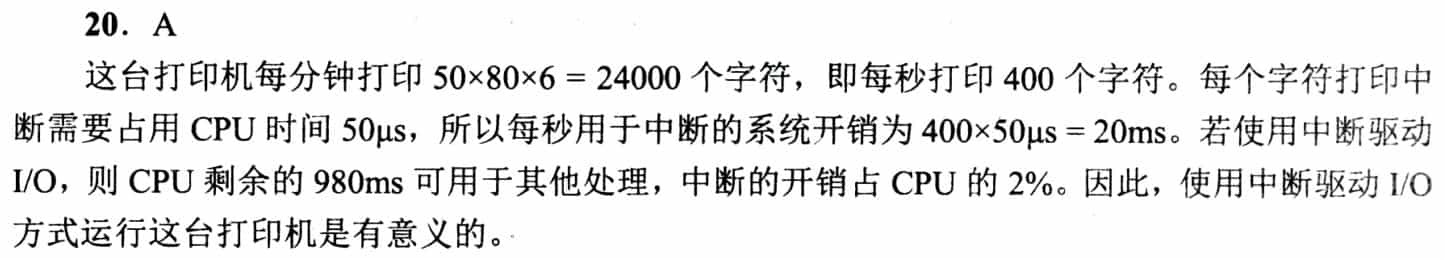 20. A
这台打印机每分钟打印 50×80×6 = 24000 个字符，即每秒打印 400 个字符。每个字符打印中
断需要占用 CPU 时间 50μs，所以每秒用于中断的系统开销为 400×50μs = 20ms。若使用中断驱动
I/O，则 CPU 剩余的 980ms 可用于其他处理，中断的开销占 CPU 的 2%。因此，使用中断驱动 I/O
方式运行这台打印机是有意义的。